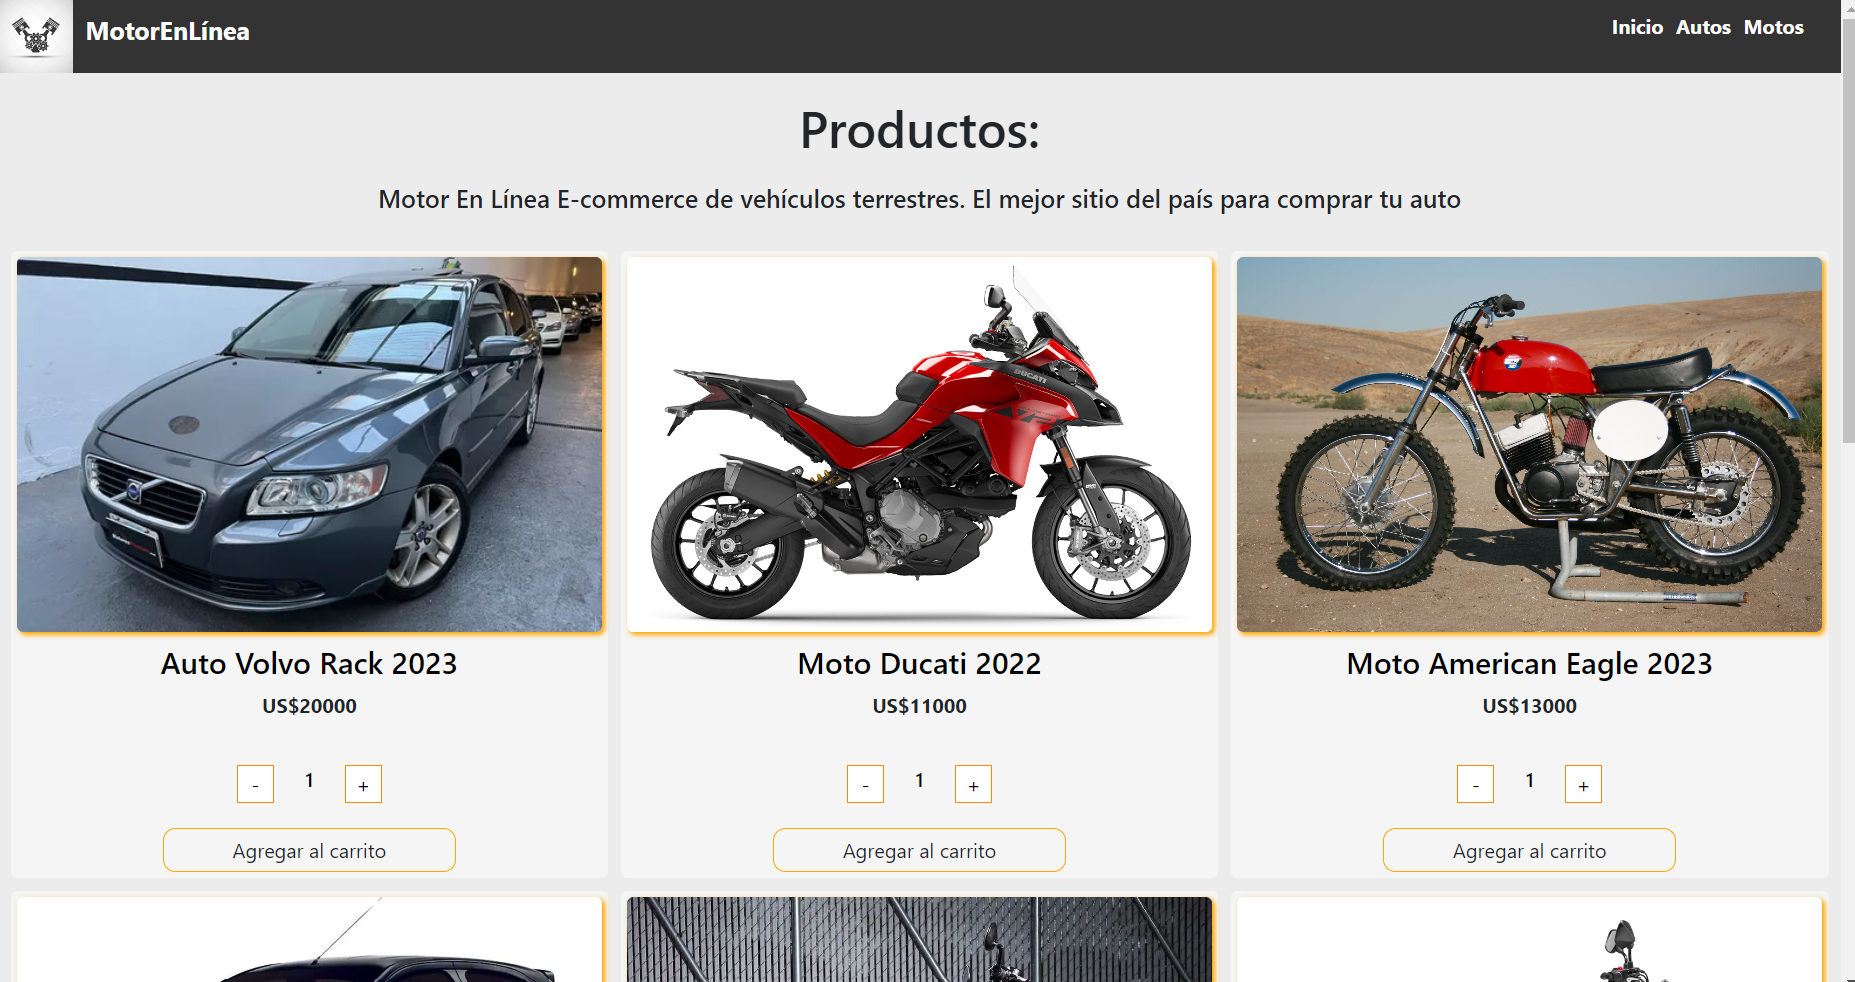 MotorEnLínea
Inicio Autos Motos
Productos:
Motor En Línea E-commerce de vehículos terrestres. El mejor sitio del país para comprar tu auto
DUCATI
Auto Volvo Rack 2023
US$20000
- 1 +
Agregar al carrito
Moto Ducati 2022
US$11000
- 1 +
Agregar al carrito
Moto American Eagle 2023
US$13000
- 1 +
Agregar al carrito